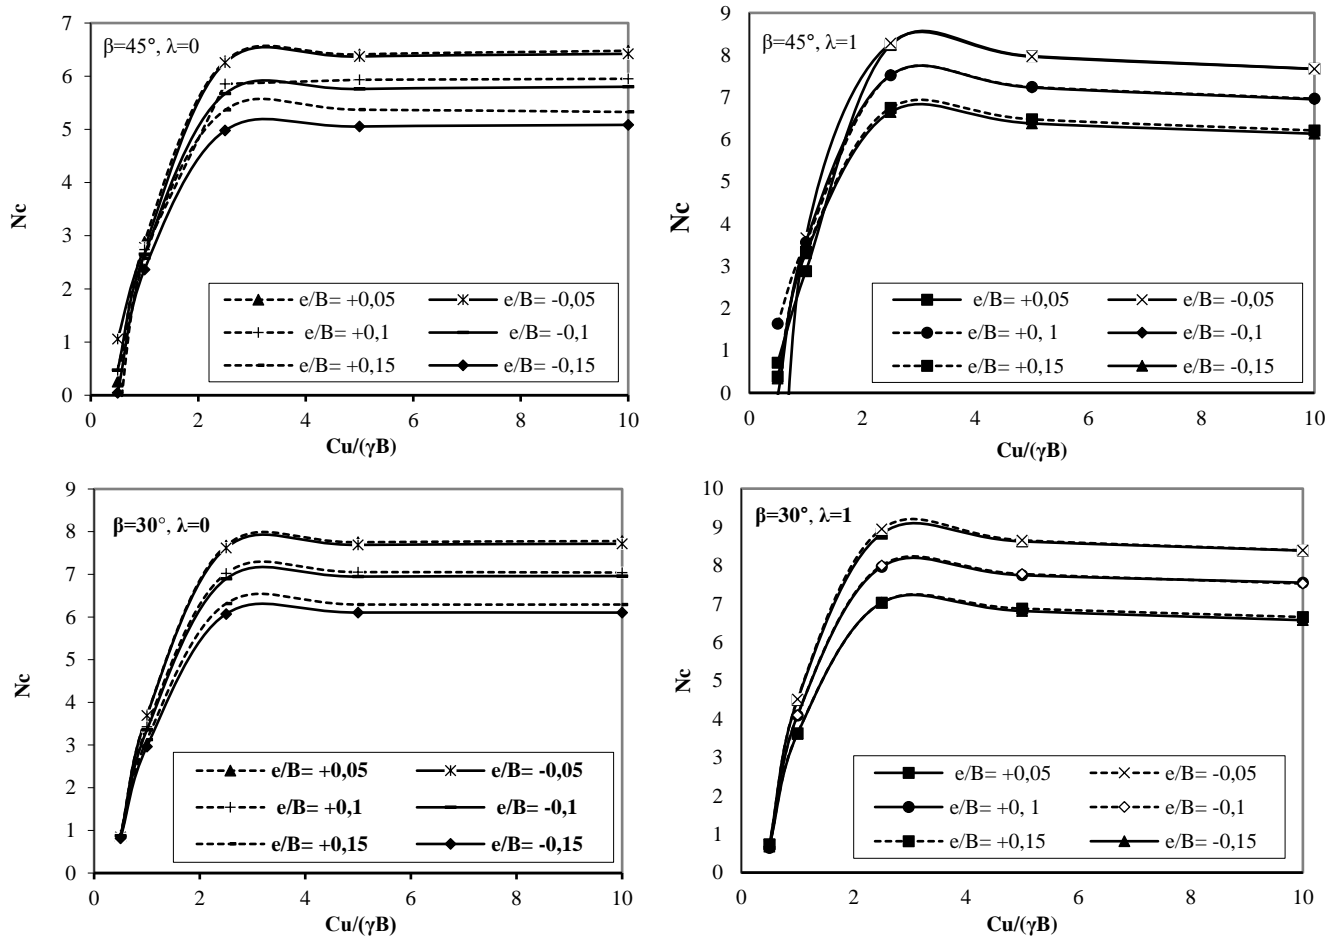 β=45°, λ=0
7
6
5
4
3
2
1
0
Nc
e/B= +0,05
e/B= -0,05
e/B= +0,1
e/B= -0,1
e/B= +0,15
e/B= -0,15
0 2 4 6 8 10
Cu/(γB)
β=45°, λ=1
9
8
7
6
5
4
3
2
1
0
Nc
e/B= +0,05
e/B= -0,05
e/B= +0, 1
e/B= -0,1
e/B= +0,15
e/B= -0,15
0 2 4 6 8 10
Cu/(γB)
β=30°, λ=0
9
8
7
6
5
4
3
2
1
0
Nc
e/B= +0,05
e/B= -0,05
e/B= +0,1
e/B= -0,1
e/B= +0,15
e/B= -0,15
0 2 4 6 8 10
Cu/(γB)
β=30°, λ=1
10
9
8
7
6
5
4
3
2
1
0
Nc
e/B= +0,05
e/B= -0,05
e/B= +0, 1
e/B= -0,1
e/B= +0,15
e/B= -0,15
0 2 4 6 8 10
Cu/(γB)